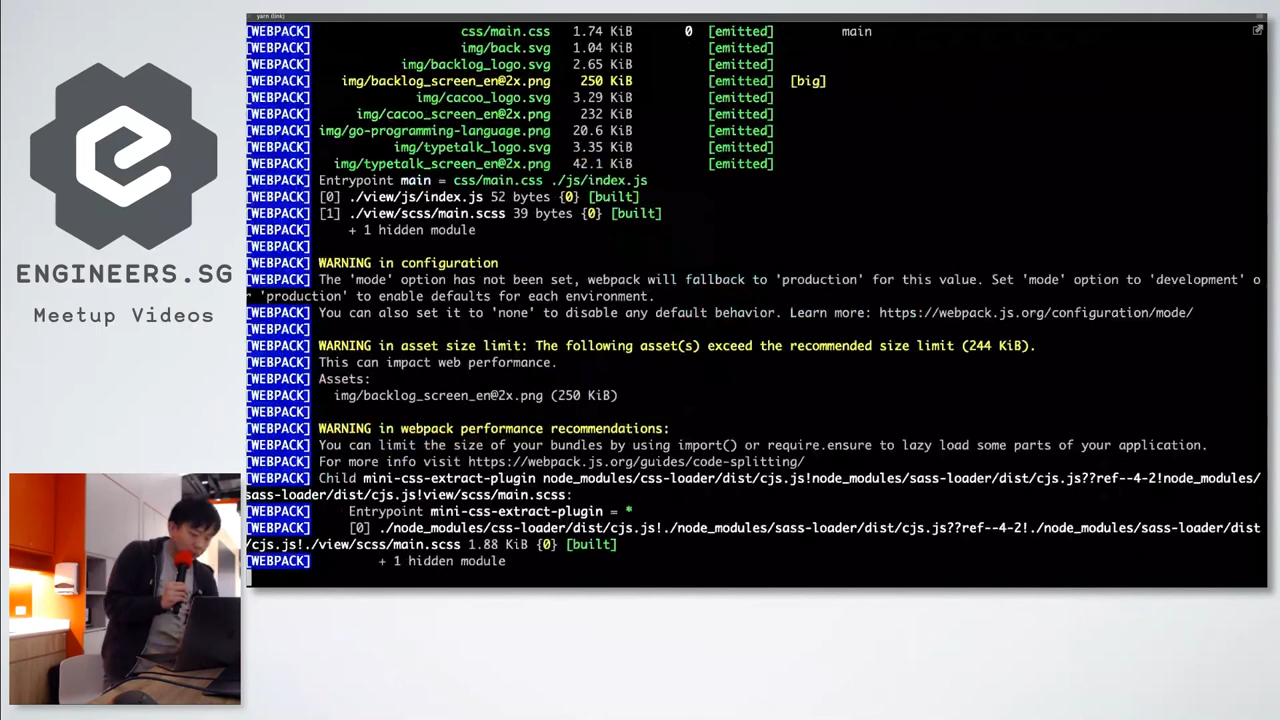 yarn (link)
[WEBPACK] css/main.css 1.74 KiB 0 [emitted] main
[WEBPACK] img/back.svg 1.04 KiB [emitted]
[WEBPACK] img/backlog_logo.svg 2.65 KiB [emitted]
[WEBPACK] img/backlog_screen_en@2x.png 250 KiB [emitted] [big]
[WEBPACK] img/cacoo_logo.svg 3.29 KiB [emitted]
[WEBPACK] img/cacoo_screen_en@2x.png 232 KiB [emitted]
[WEBPACK] img/go-programming-language.png 20.6 KiB [emitted]
[WEBPACK] img/typetalk_logo.svg 3.35 KiB [emitted]
[WEBPACK] img/typetalk_screen_en@2x.png 42.1 KiB [emitted]
[WEBPACK] Entrypoint main = css/main.css ./js/index.js
[WEBPACK] [0] ./view/js/index.js 52 bytes {0} [built]
[WEBPACK] [1] ./view/scss/main.scss 39 bytes {0} [built]
[WEBPACK] + 1 hidden module
[WEBPACK]
[WEBPACK] WARNING in configuration
[WEBPACK] The 'mode' option has not been set, webpack will fallback to 'production' for this value. Set 'mode' option to 'development' o
r 'production' to enable defaults for each environment.
[WEBPACK] You can also set it to 'none' to disable any default behavior. Learn more: https://webpack.js.org/configuration/mode/
[WEBPACK]
[WEBPACK] WARNING in asset size limit: The following asset(s) exceed the recommended size limit (244 KiB).
[WEBPACK] This can impact web performance.
[WEBPACK] Assets:
[WEBPACK] img/backlog_screen_en@2x.png (250 KiB)
[WEBPACK]
[WEBPACK] WARNING in webpack performance recommendations:
[WEBPACK] You can limit the size of your bundles by using import() or require.ensure to lazy load some parts of your application.
[WEBPACK] For more info visit https://webpack.js.org/guides/code-splitting/
[WEBPACK] Child mini-css-extract-plugin node_modules/css-loader/dist/cjs.js!node_modules/sass-loader/dist/cjs.js??ref--4-2!node_modules/
sass-loader/dist/cjs.js!view/scss/main.scss:
[WEBPACK] Entrypoint mini-css-extract-plugin = *
[WEBPACK] [0] ./node_modules/css-loader/dist/cjs.js!./node_modules/sass-loader/dist/cjs.js??ref--4-2!./node_modules/sass-loader/dist
/cjs.js!./view/scss/main.scss 1.88 KiB {0} [built]
[WEBPACK] + 1 hidden module
ENGINEERS.SG
Meetup Videos